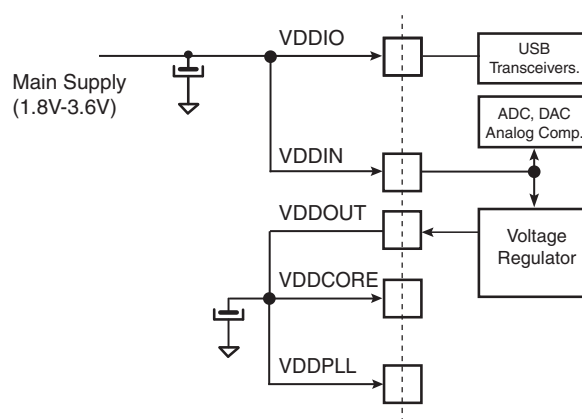 VDDIO
USB
Transceivers.
Main Supply
(1.8V-3.6V)
ADC, DAC
Analog Comp.
VDDIN
VDDOUT
Voltage
Regulator
VDDCORE
VDDPLL